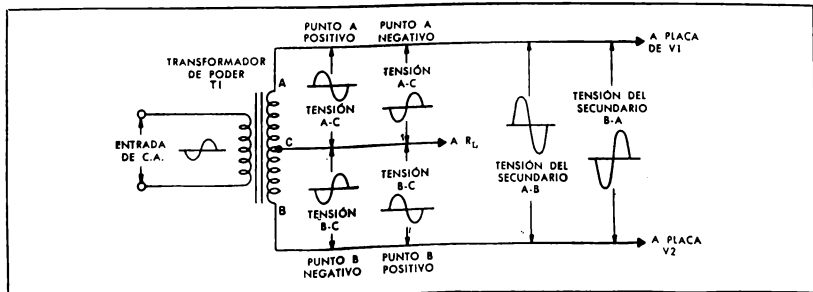 PUNTO A
POSITIVO
PUNTO A
NEGATIVO
A PLACA
DE V1
TRANSFORMADOR
DE PODER
T1
A
TENSIÓN
A-C
TENSIÓN
A-C
TENSIÓN DEL
SECUNDARIO
B-A
ENTRADA
DE C.A.
C
A RL
TENSIÓN
B-C
TENSIÓN
B-C
TENSIÓN DEL
SECUNDARIO
A-B
B
PUNTO B
NEGATIVO
PUNTO B
POSITIVO
A PLACA
V2